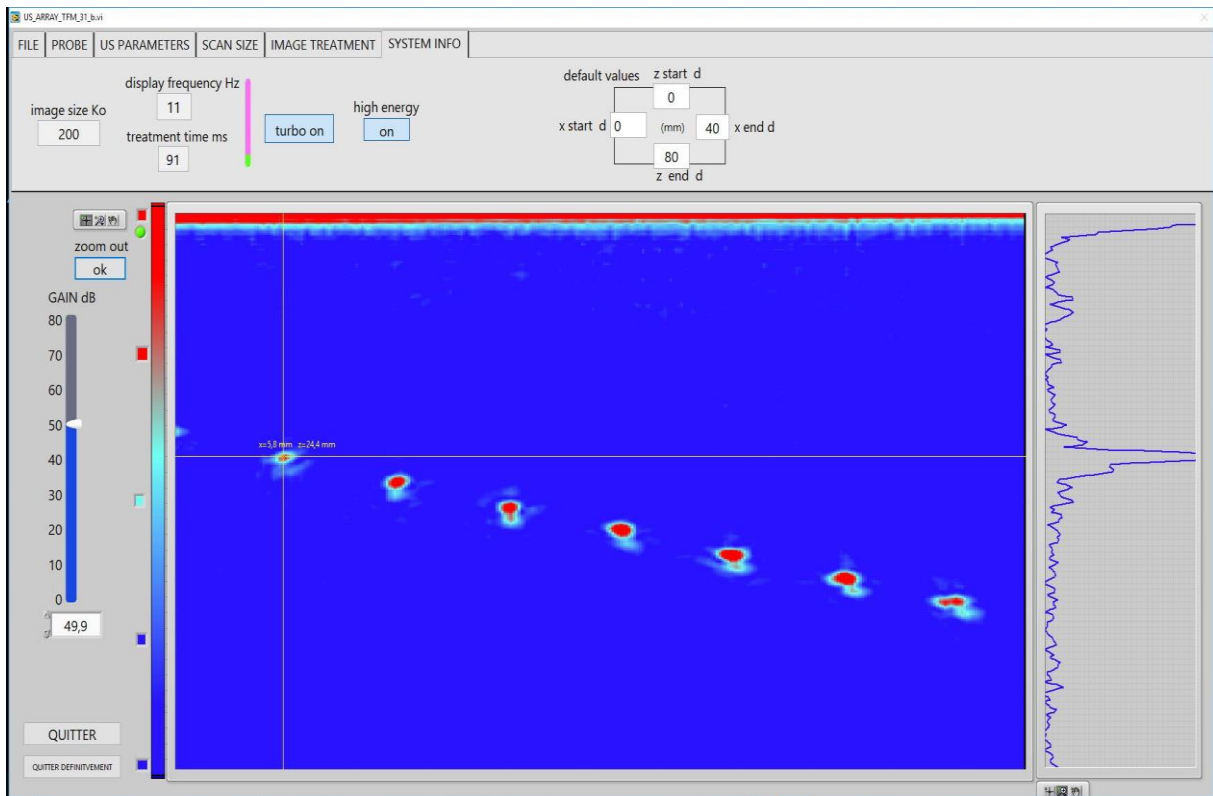 US_ARRAY_TFM_31_b.vi
FILE PROBE US PARAMETERS SCAN SIZE IMAGE TREATMENT SYSTEM INFO
image size Ko
200
display frequency Hz
11
treatment time ms
91
turbo on
high energy
on
default values
z start d
0
x start d 0 (mm) 40 x end d
80
z end d
zoom out
ok
GAIN dB
80
70
60
50
40
30
20
10
0
49,9
x=5,8 mm z=24,4 mm
QUITTER
QUITTER DEFINITVEMENT